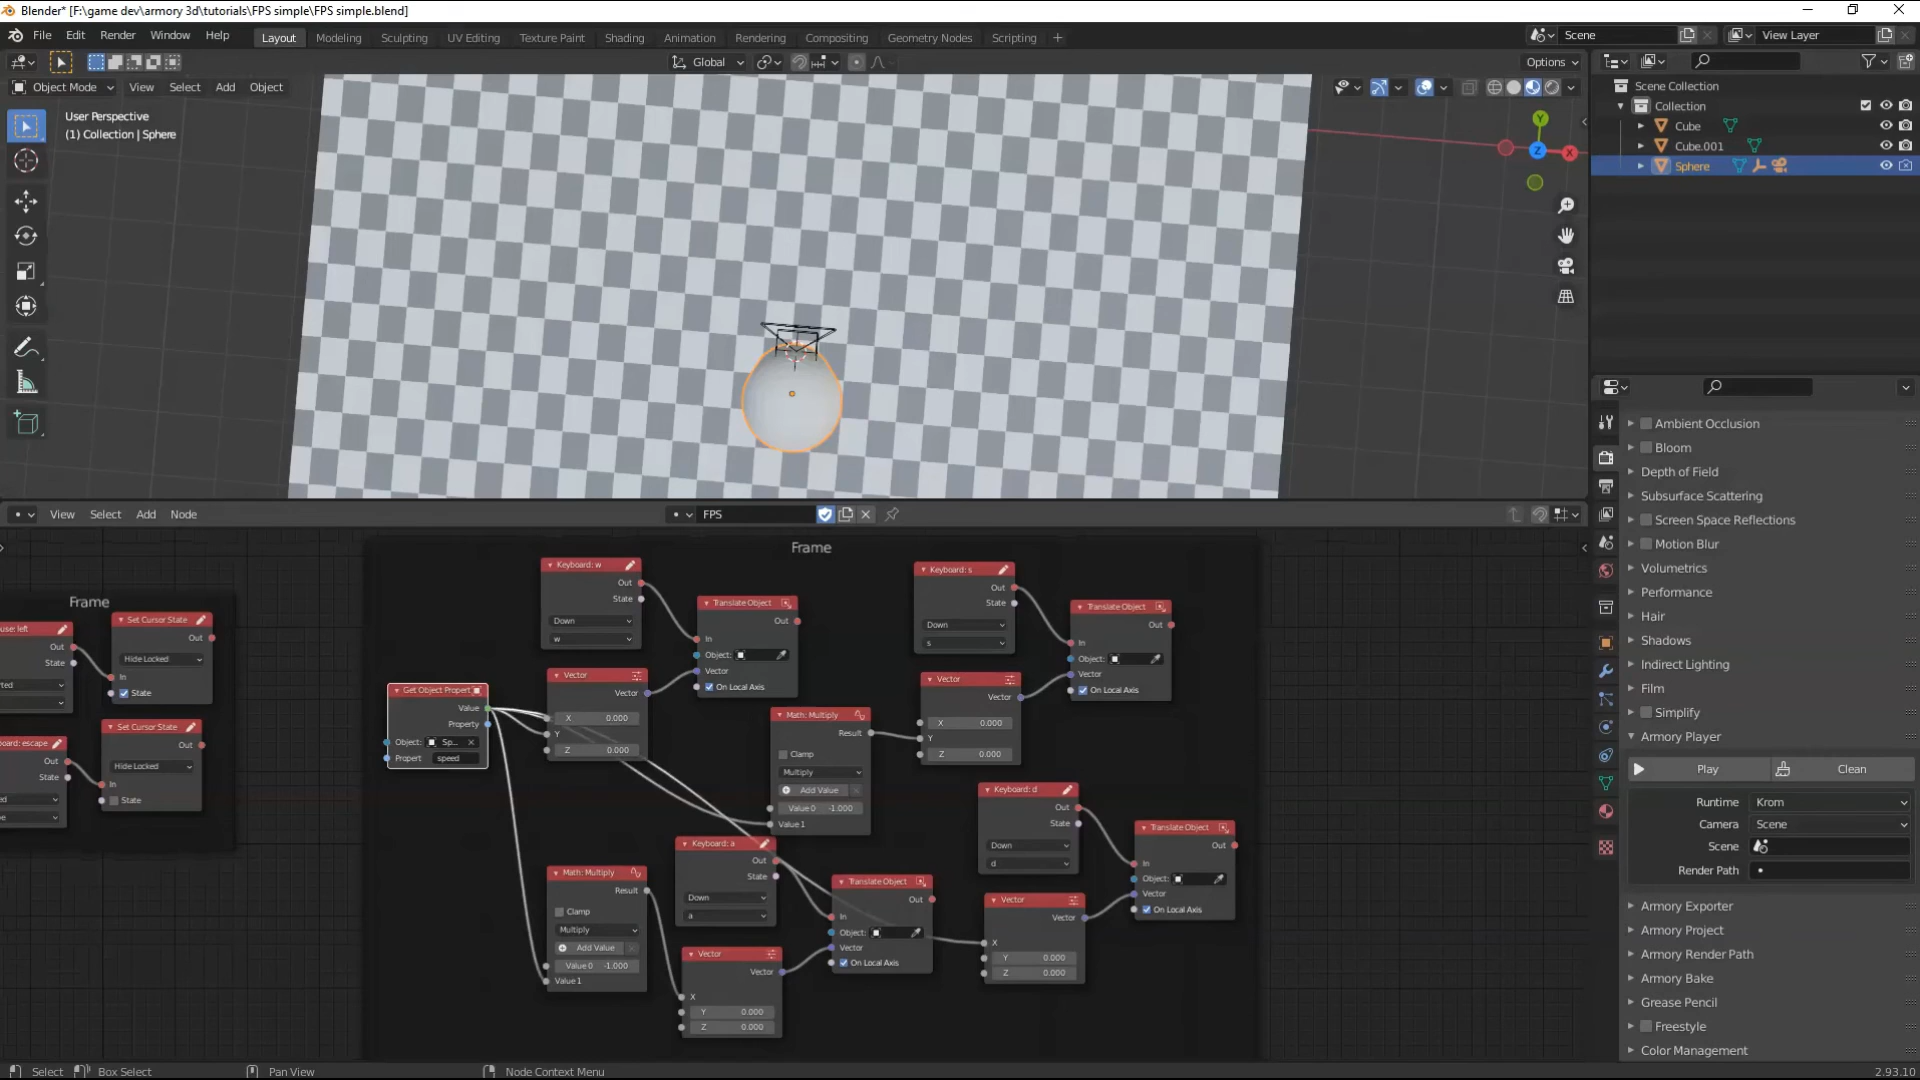 Blender* [F:\game dev\armory 3d\tutorials\FPS simple\FPS simple.blend]
File Edit Render Window Help Layout Modeling Sculpting UV Editing Texture Paint Shading Animation Rendering Compositing Geometry Nodes Scripting + Scene View Layer
Global Options
Object Mode View Select Add Object
User Perspective
(1) Collection | Sphere
Y
Z
X
Scene Collection
Collection
Cube
Cube.001
Sphere
View Select Add Node FPS
Frame
Set Cursor State
Out
Hide Locked
In
State
Set Cursor State
Out
Hide Locked
In
State
use: left
Out
State
rted
board: escape
Out
State
Frame
Keyboard: w
Out
State
Down
w
Translate Object
Out
In
Object:
Vector
On Local Axis
Get Object Propert
Value
Property
Object: Sp...
Propert speed
Vector
Vector
X 0.000
Y
Z 0.000
Math: Multiply
Result
Clamp
Multiply
Add Value
Value 0 -1.000
Value 1
Keyboard: s
Out
State
Down
s
Translate Object
Out
In
Object:
Vector
On Local Axis
Vector
Vector
X 0.000
Y
Z 0.000
Math: Multiply
Result
Clamp
Multiply
Add Value
Value 0 -1.000
Value 1
Keyboard: a
Out
State
Down
a
Vector
Vector
X
Y 0.000
Z 0.000
Translate Object
Out
In
Object:
Vector
On Local Axis
Keyboard: d
Out
State
Down
d
Translate Object
Out
In
Object:
Vector
On Local Axis
Vector
Vector
X
Y 0.000
Z 0.000
Ambient Occlusion
Bloom
Depth of Field
Subsurface Scattering
Screen Space Reflections
Motion Blur
Volumetrics
Performance
Hair
Shadows
Indirect Lighting
Film
Simplify
Armory Player
Play Clean
Runtime Krom
Camera Scene
Scene
Render Path
Armory Exporter
Armory Project
Armory Render Path
Armory Bake
Grease Pencil
Freestyle
Color Management
Select Box Select Pan View Node Context Menu 2.93.10